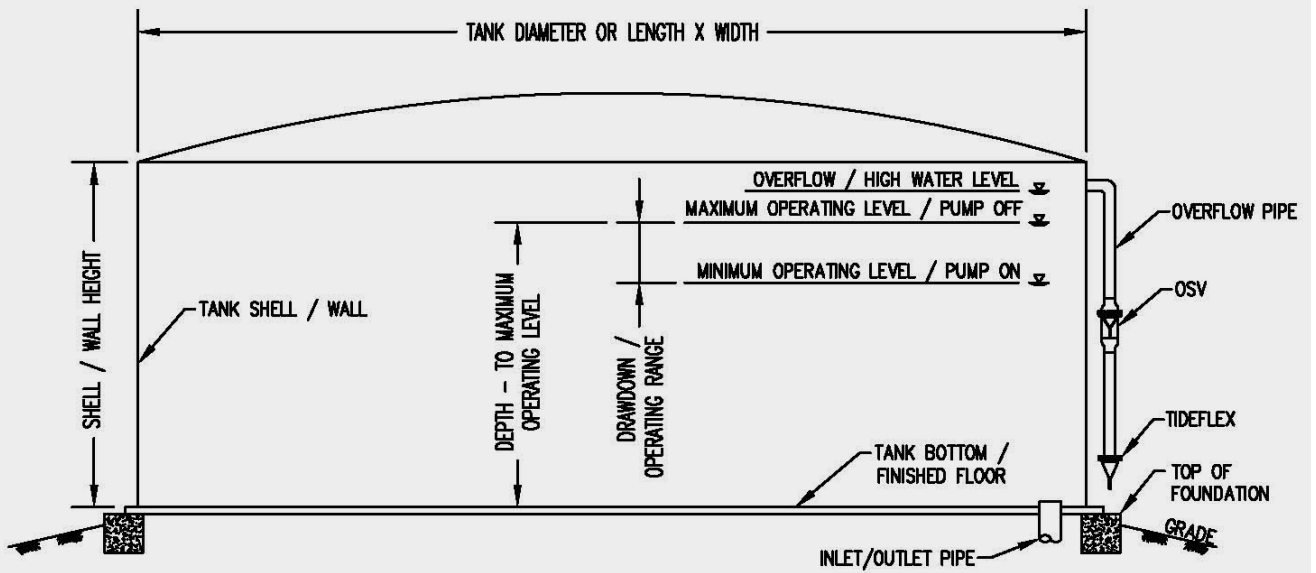 TANK DIAMETER OR LENGTH X WIDTH
OVERFLOW / HIGH WATER LEVEL
MAXIMUM OPERATING LEVEL / PUMP OFF
OVERFLOW PIPE
MINIMUM OPERATING LEVEL / PUMP ON
OSV
TANK SHELL / WALL
SHELL / WALL HEIGHT
DEPTH - TO MAXIMUM
OPERATING LEVEL
DRAWDOWN /
OPERATING RANGE
TIDEFLEX
TANK BOTTOM /
FINISHED FLOOR
TOP OF
FOUNDATION
GRADE
INLET/OUTLET PIPE